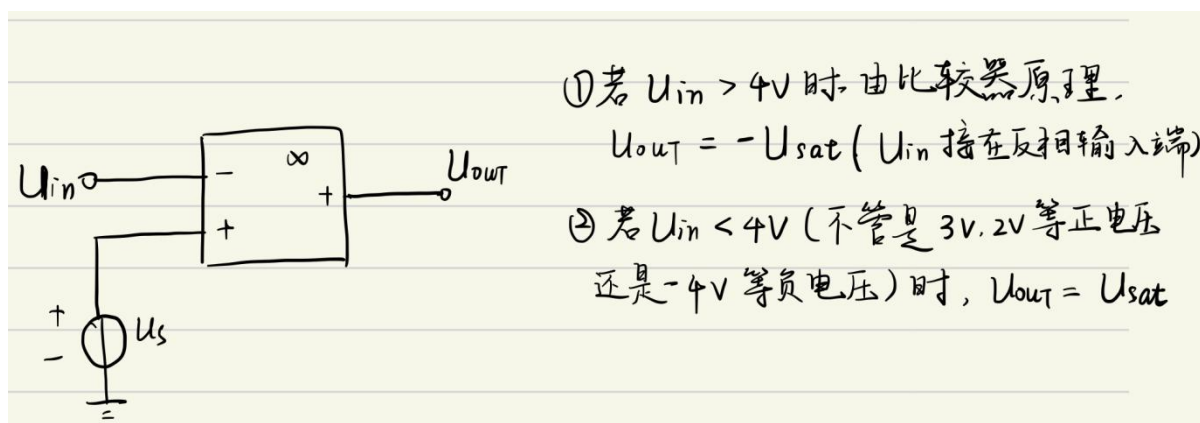 Uin
-
∞
+
UOUT
+
+
-
Us
①若 Uin > 4V 时. 由比较器原理.
UOUT = -Usat ( Uin 接在反相输入端)
② 若 Uin < 4V (不管是 3V.2V 等正电压
还是-4V 等负电压) 时, UOUT = Usat